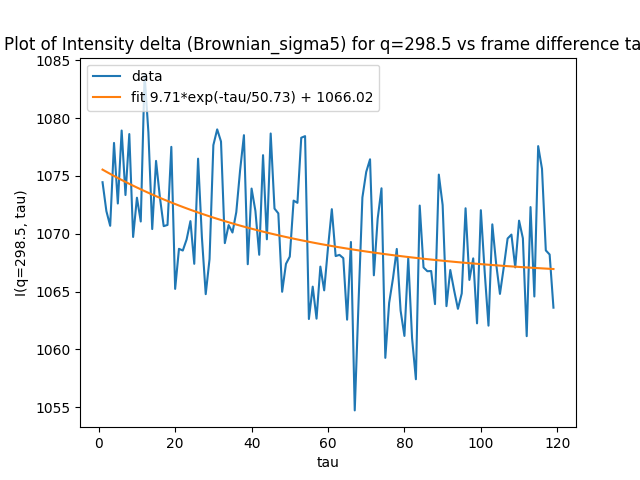 Plot of Intensity delta (Brownian_sigma5) for q=298.5 vs frame difference ta
1085
data
fit 9.71*exp(-tau/50.73) + 1066.02
1080
1075
1070
1065
1060
1055
I(q=298.5, tau)
0 20 40 60 80 100 120
tau